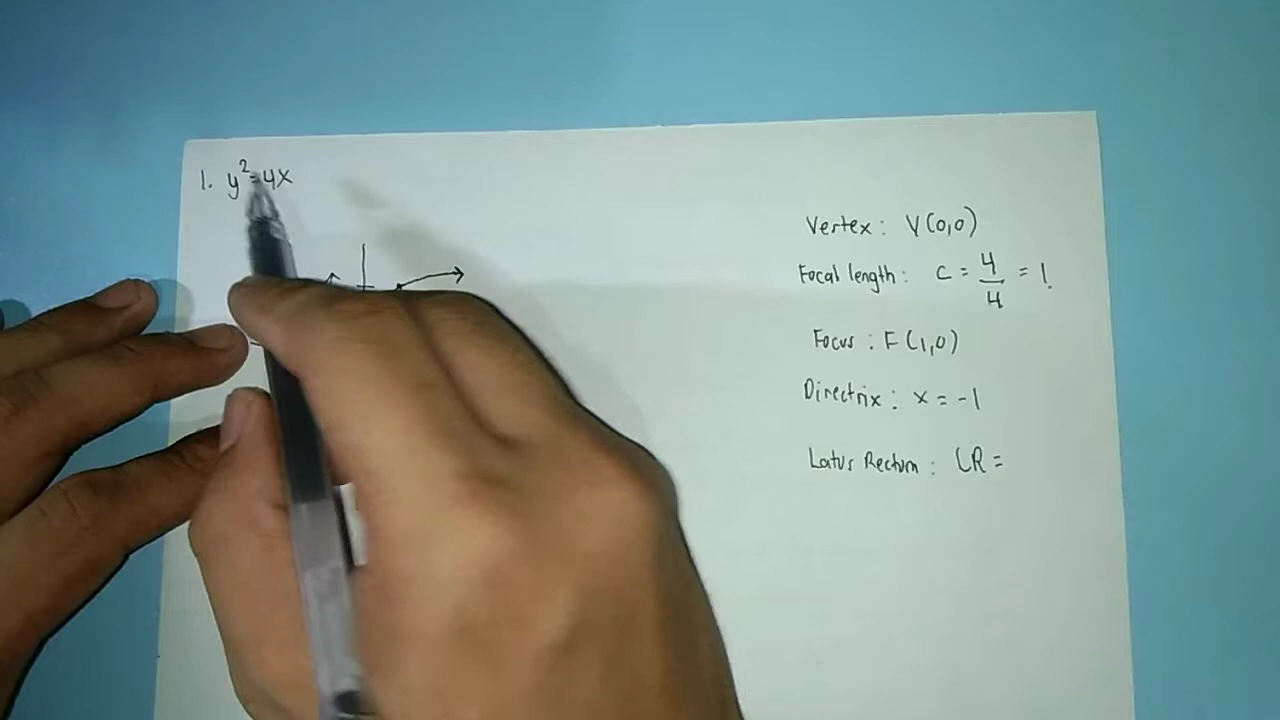 1. y²=4x
Vertex: V(0,0)
Focal length: c = 4/4 = 1.
Focus: F(1,0)
Directrix: x = -1
Latus Rectum: LR =